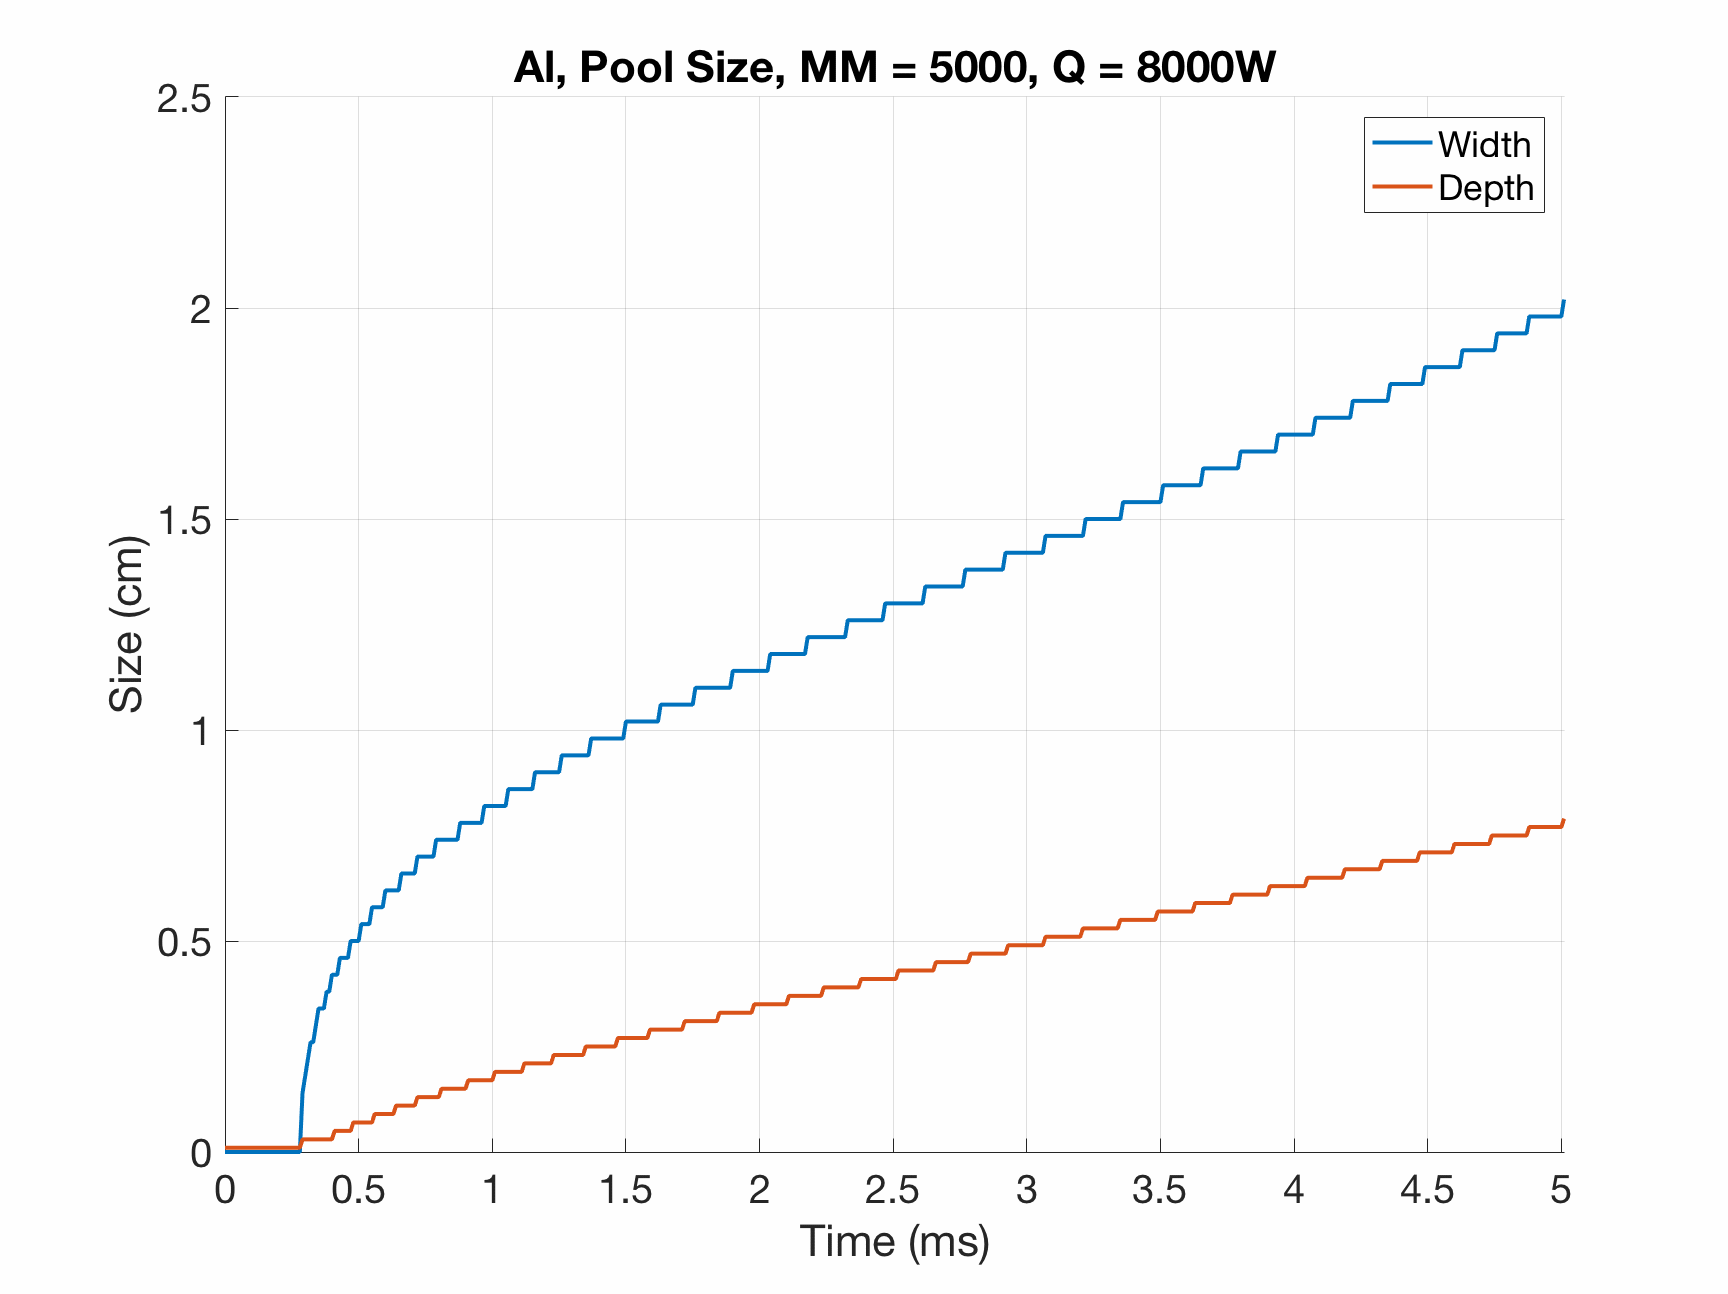 Al, Pool Size, MM = 5000, Q = 8000W
2.5
Width
Depth
2
1.5
Size (cm)
1
0.5
0
0 0.5 1 1.5 2 2.5 3 3.5 4 4.5 5
Time (ms)